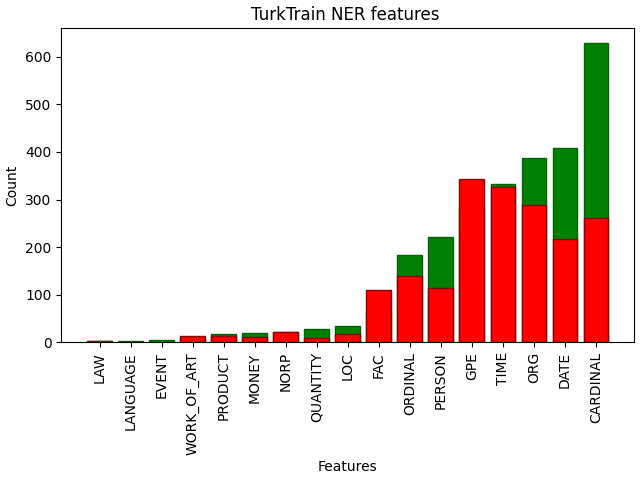 TurkTrain NER features
Count
600
500
400
300
200
100
0
LAW
LANGUAGE
EVENT
WORK_OF_ART
PRODUCT
MONEY
NORP
QUANTITY
LOC
FAC
ORDINAL
PERSON
GPE
TIME
ORG
DATE
CARDINAL
Features